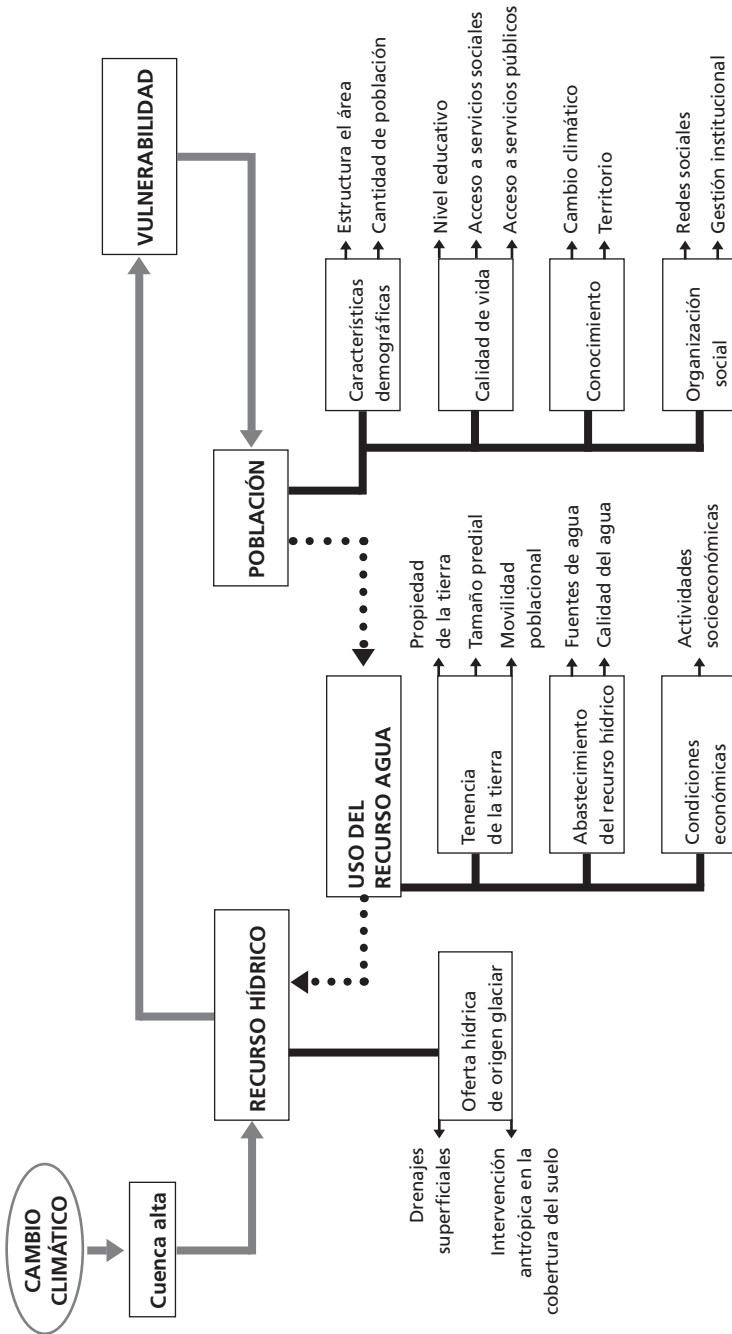 CAMBIO
CLIMÁTICO
Cuenca alta
RECURSO HÍDRICO
VULNERABILIDAD
POBLACIÓN
USO DEL
RECURSO AGUA
Oferta hídrica
de origen glaciar
Drenajes
superficiales
Intervención
antrópica en la
cobertura del suelo
Tenencia
de la tierra
Propiedad
de la tierra
Tamaño predial
Movilidad
poblacional
Abastecimiento
del recurso hídrico
Fuentes de agua
Calidad del agua
Condiciones
económicas
Actividades
socioeconómicas
Características
demográficas
Estructura el área
Cantidad de población
Calidad de vida
Nivel educativo
Acceso a servicios sociales
Acceso a servicios públicos
Conocimiento
Cambio climático
Territorio
Organización
social
Redes sociales
Gestión institucional